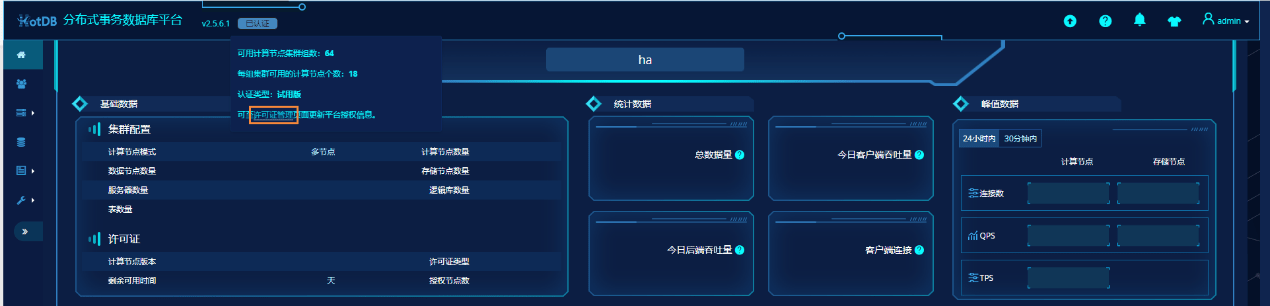 HotDB 分布式事务数据库平台 v2.5.6.1 已认证 admin
可用计算节点集群组数：64
每组集群可用的计算节点个数：18
认证类型：试用版
可在许可证管理页面更新平台授权信息。
ha
基础数据
集群配置
计算节点模式 多节点 计算节点数量
数据节点数量 存储节点数量
服务器数量 逻辑库数量
表数量
许可证
计算节点版本 许可证类型
剩余可用时间 天 授权节点数
统计数据
总数据量 ?
今日客户端吞吐量 ?
今日后端吞吐量 ?
客户端连接 ?
峰值数据
24小时内 30分钟内
计算节点 存储节点
连接数
QPS
TPS